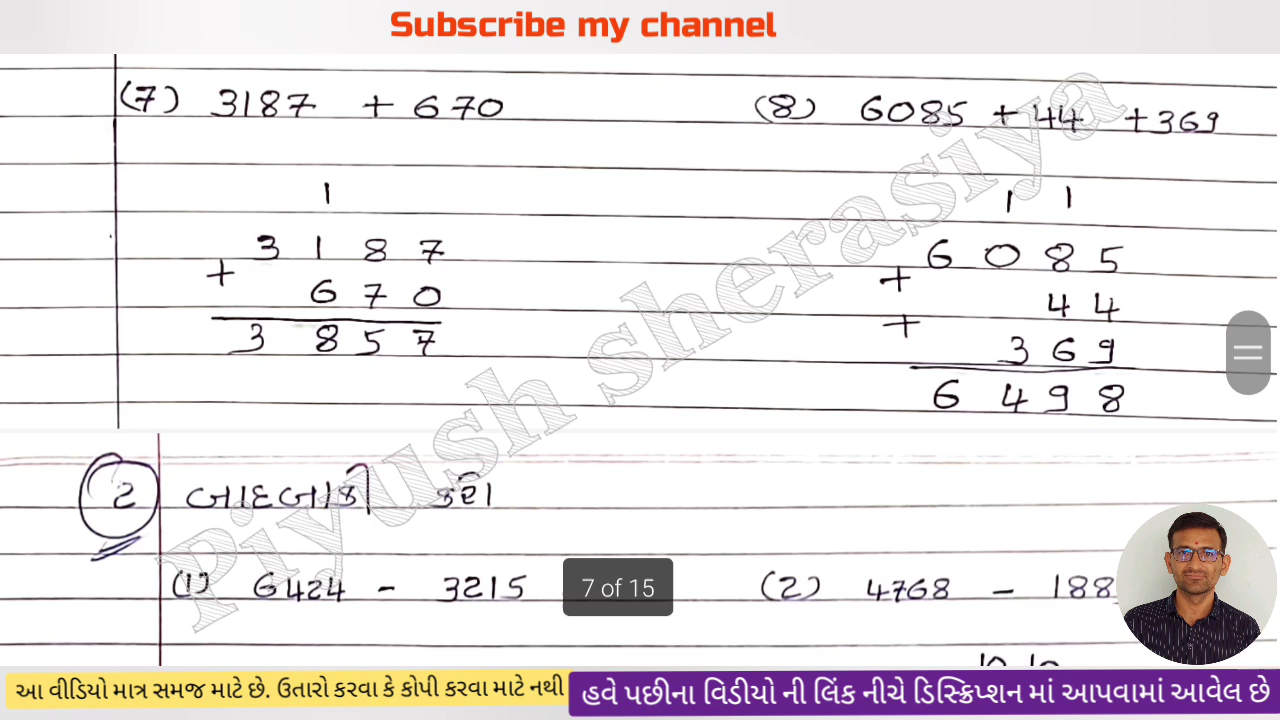 Subscribe my channel
(7) 3187 + 670
(8) 6085 + 44 + 369
1
3 1 8 7
+
6 7 0
3 8 5 7
1 1
6 0 8 5
+
4 4
+
3 6 9
6 4 9 8
Piyush sherasiya
2 બાદબાકી કરો
(1) 6424 - 3215
7 of 15
(2) 4768 - 188
આ વીડિયો માત્ર સમજ માટે છે. ઉતારો કરવા કે કોપી કરવા માટે નથી
હવે પછીના વિડીયો ની લિંક નીચે ડિસ્ક્રિપ્શન માં આપવામાં આવેલ છે